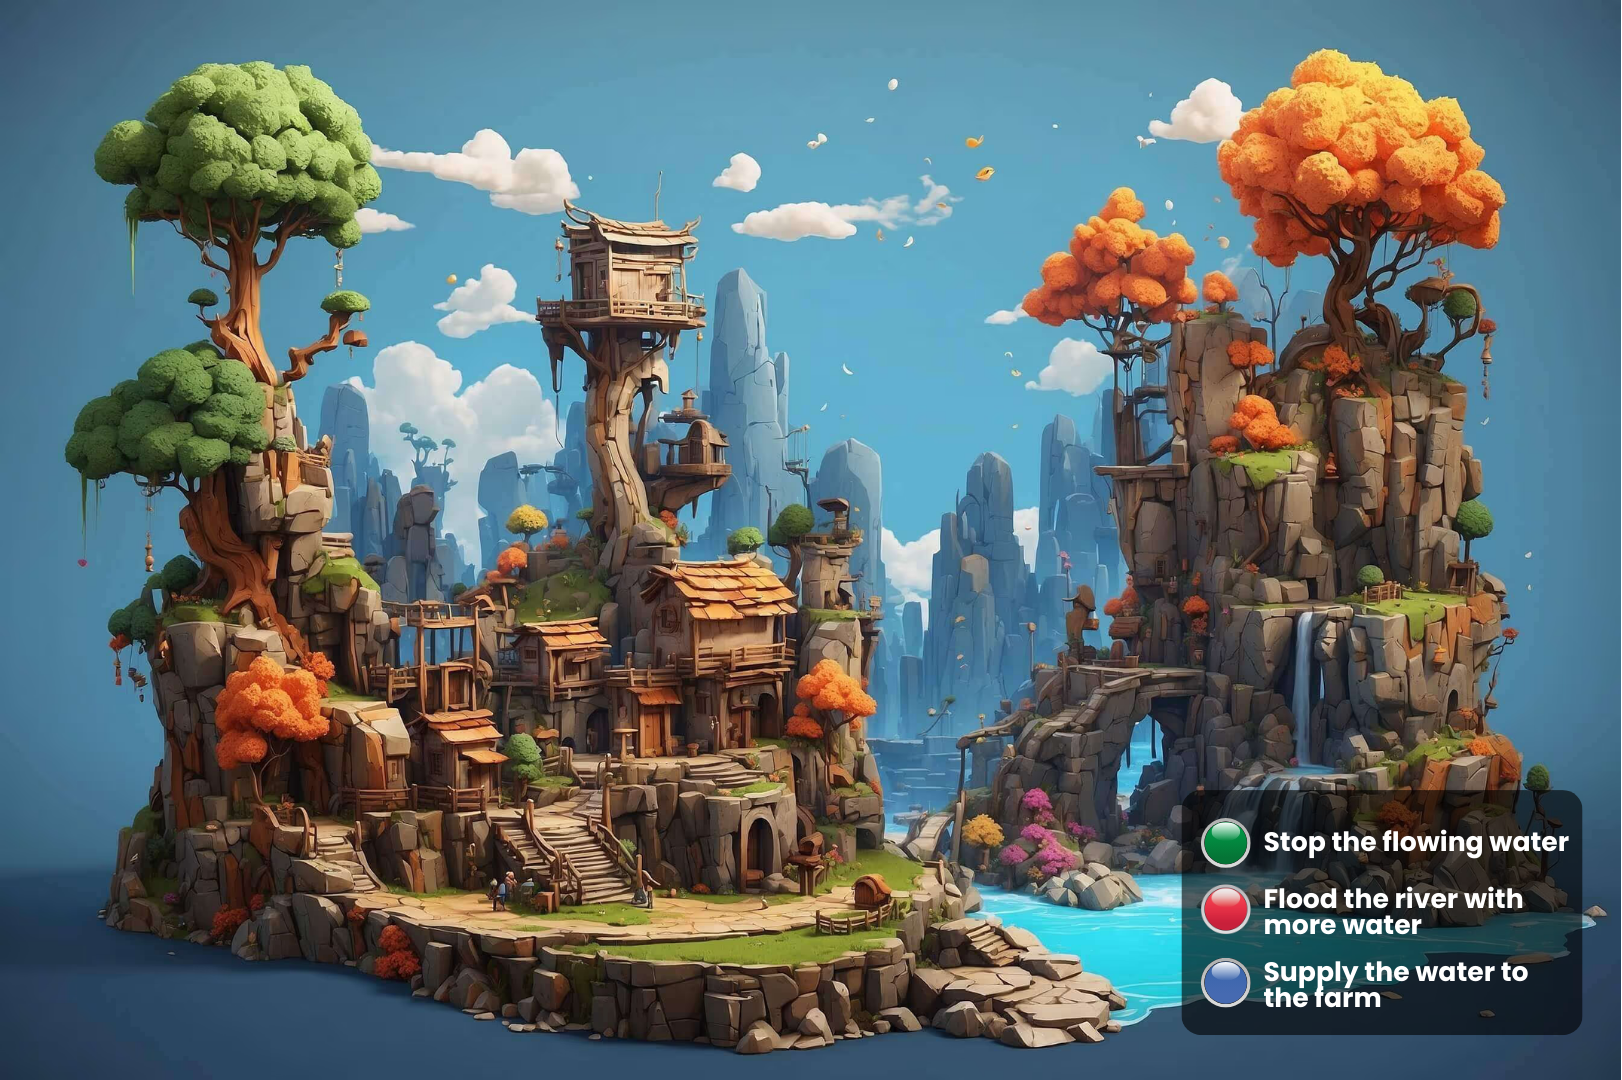 Stop the flowing water
Flood the river with
more water
Supply the water to
the farm